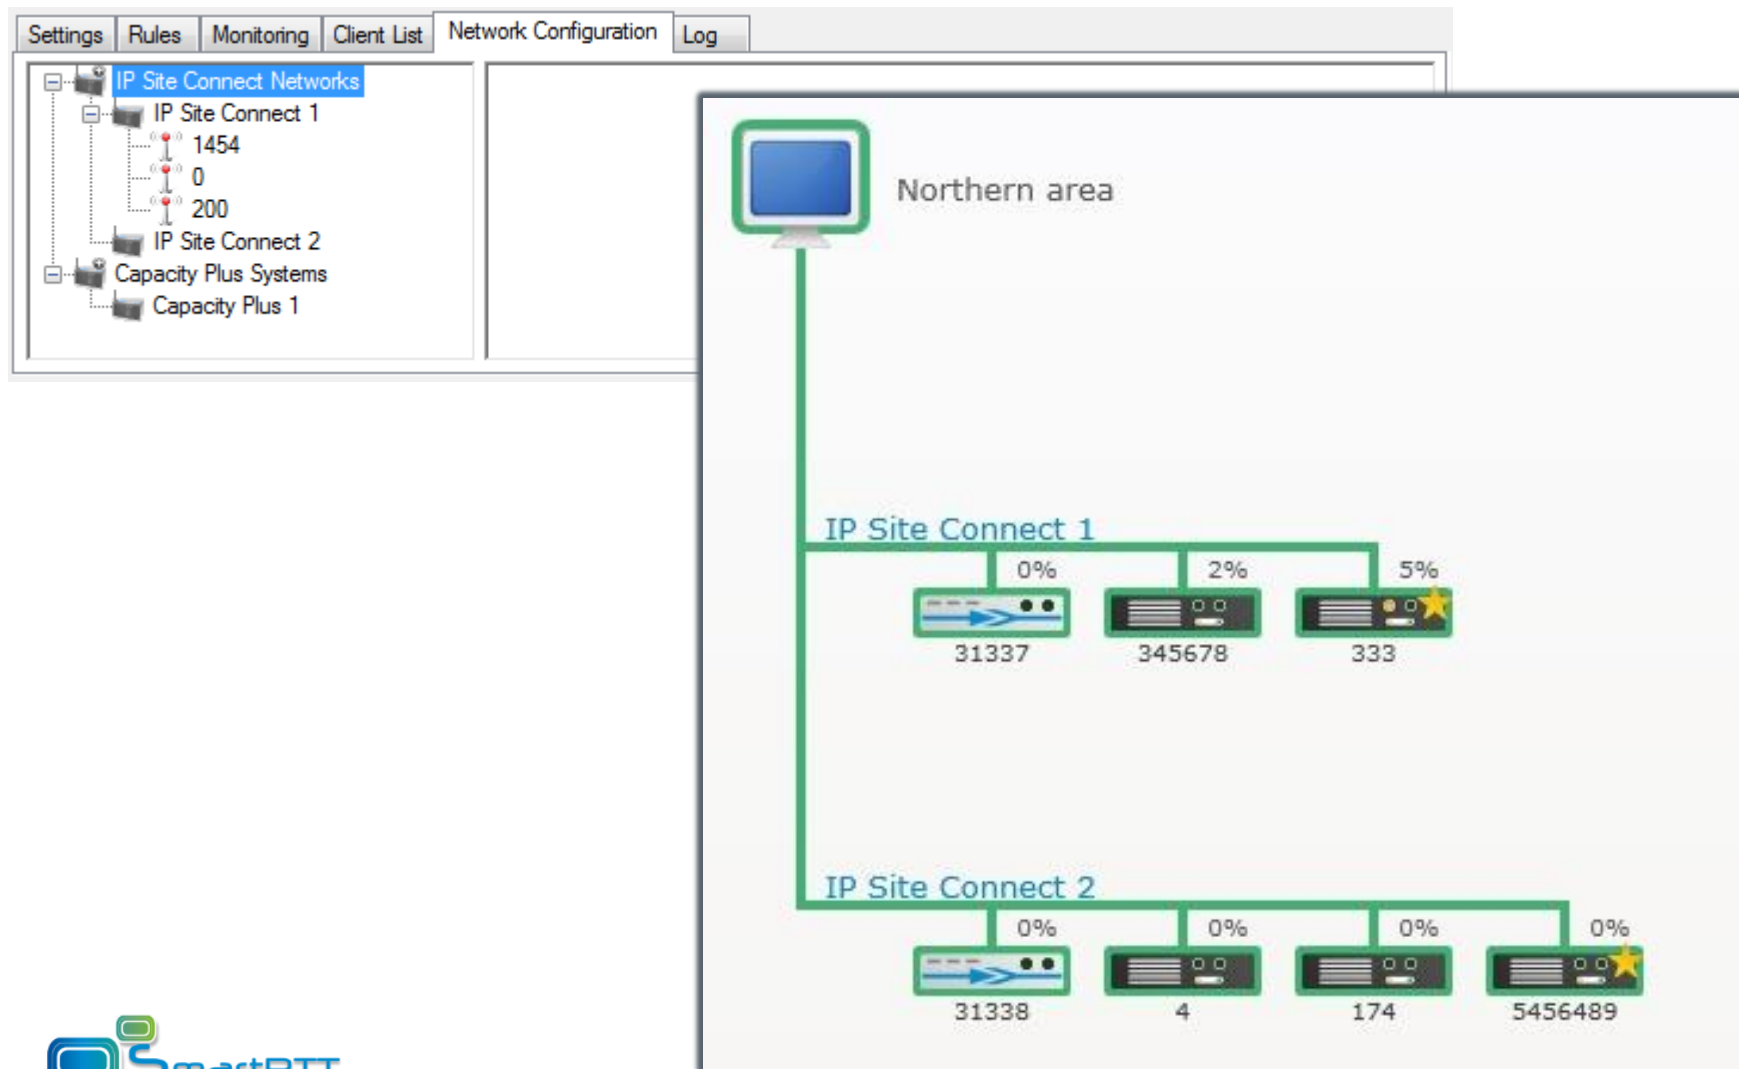 Settings Rules Monitoring Client List Network Configuration Log
IP Site Connect Networks
IP Site Connect 1
1454
0
200
IP Site Connect 2
Capacity Plus Systems
Capacity Plus 1
Northern area
IP Site Connect 1
0% 2% 5%
31337 345678 333
IP Site Connect 2
0% 0% 0% 0%
31338 4 174 5456489
SmartPTT